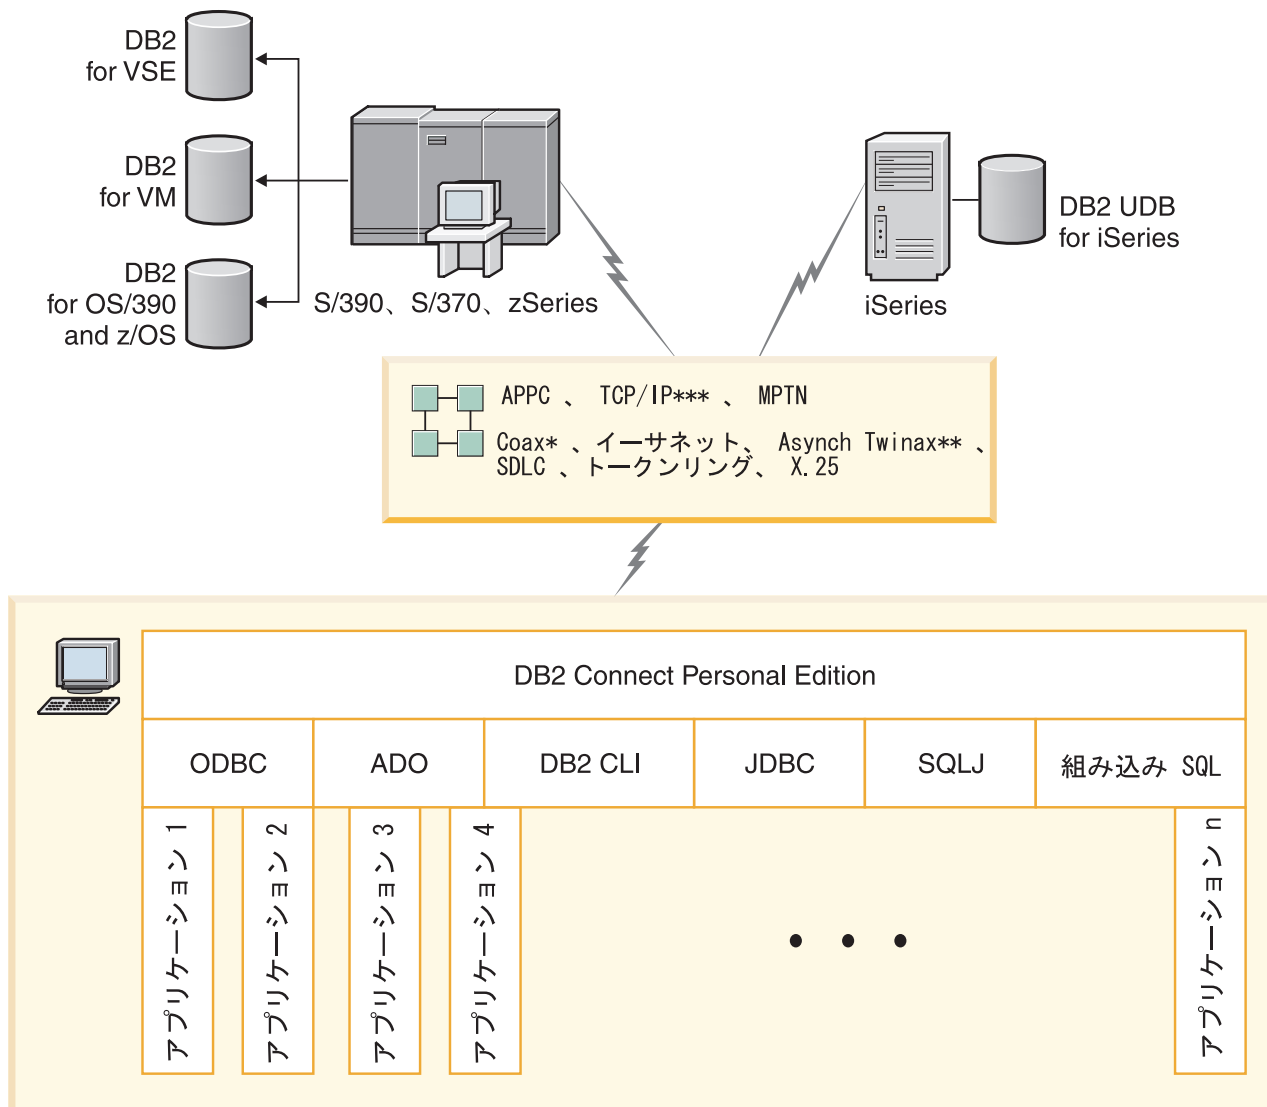 DB2
for VSE
DB2
for VM
DB2
for OS/390
and z/OS
S/390、S/370、zSeries
iSeries
DB2 UDB
for iSeries
APPC 、 TCP/IP*** 、 MPTN
Coax* 、イーサネット、 Asynch Twinax** 、
SDLC 、トークンリング、 X.25
DB2 Connect Personal Edition
ODBC
ADO
DB2 CLI
JDBC
SQLJ
組み込み SQL
アプリケーション 1
アプリケーション 2
アプリケーション 3
アプリケーション 4
• • •
アプリケーション n